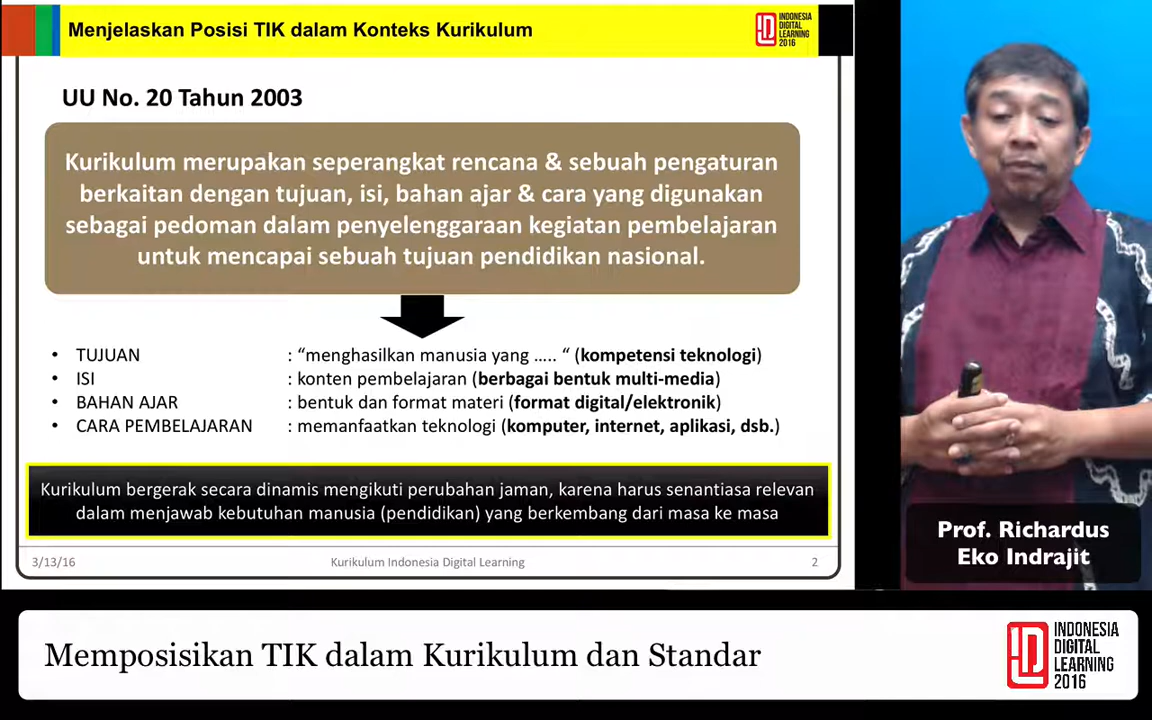 Menjelaskan Posisi TIK dalam Konteks Kurikulum
INDONESIA
DIGITAL
LEARNING
2016
UU No. 20 Tahun 2003
Kurikulum merupakan seperangkat rencana & sebuah pengaturan
berkaitan dengan tujuan, isi, bahan ajar & cara yang digunakan
sebagai pedoman dalam penyelenggaraan kegiatan pembelajaran
untuk mencapai sebuah tujuan pendidikan nasional.
• TUJUAN : “menghasilkan manusia yang ..... “ (kompetensi teknologi)
• ISI : konten pembelajaran (berbagai bentuk multi-media)
• BAHAN AJAR : bentuk dan format materi (format digital/elektronik)
• CARA PEMBELAJARAN : memanfaatkan teknologi (komputer, internet, aplikasi, dsb.)
Kurikulum bergerak secara dinamis mengikuti perubahan jaman, karena harus senantiasa relevan
dalam menjawab kebutuhan manusia (pendidikan) yang berkembang dari masa ke masa
3/13/16 Kurikulum Indonesia Digital Learning 2
Prof. Richardus
Eko Indrajit
Memposisikan TIK dalam Kurikulum dan Standar
INDONESIA
DIGITAL
LEARNING
2016